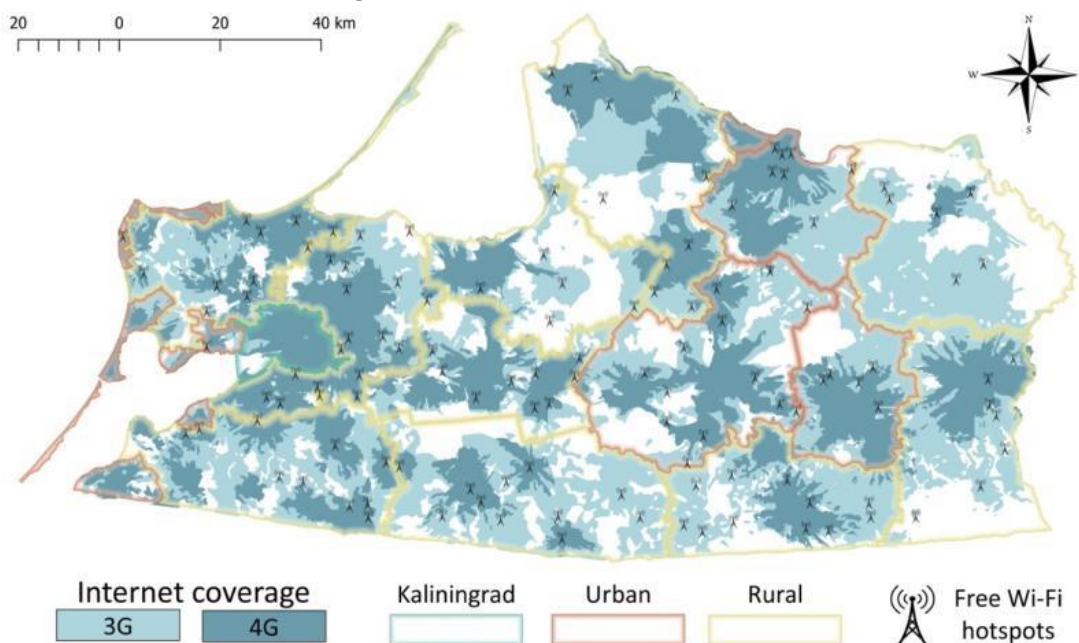 20 0 20 40 km
N
W E
S
Internet coverage
3G 4G
Kaliningrad
Urban
Rural
Free Wi-Fi
hotspots